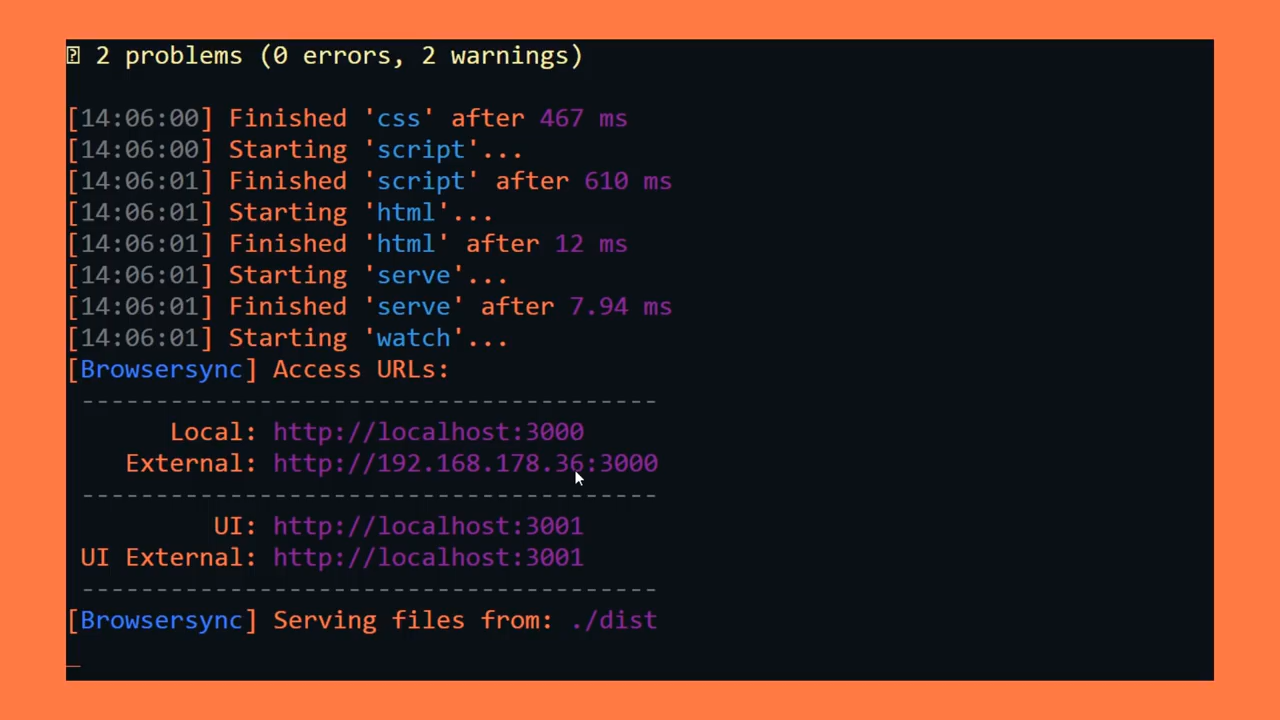 2 problems (0 errors, 2 warnings)
[14:06:00] Finished 'css' after 467 ms
[14:06:00] Starting 'script'...
[14:06:01] Finished 'script' after 610 ms
[14:06:01] Starting 'html'...
[14:06:01] Finished 'html' after 12 ms
[14:06:01] Starting 'serve'...
[14:06:01] Finished 'serve' after 7.94 ms
[14:06:01] Starting 'watch'...
[Browsersync] Access URLs:
---------------------------------------
Local: http://localhost:3000
External: http://192.168.178.36:3000
---------------------------------------
UI: http://localhost:3001
UI External: http://localhost:3001
---------------------------------------
[Browsersync] Serving files from: ./dist